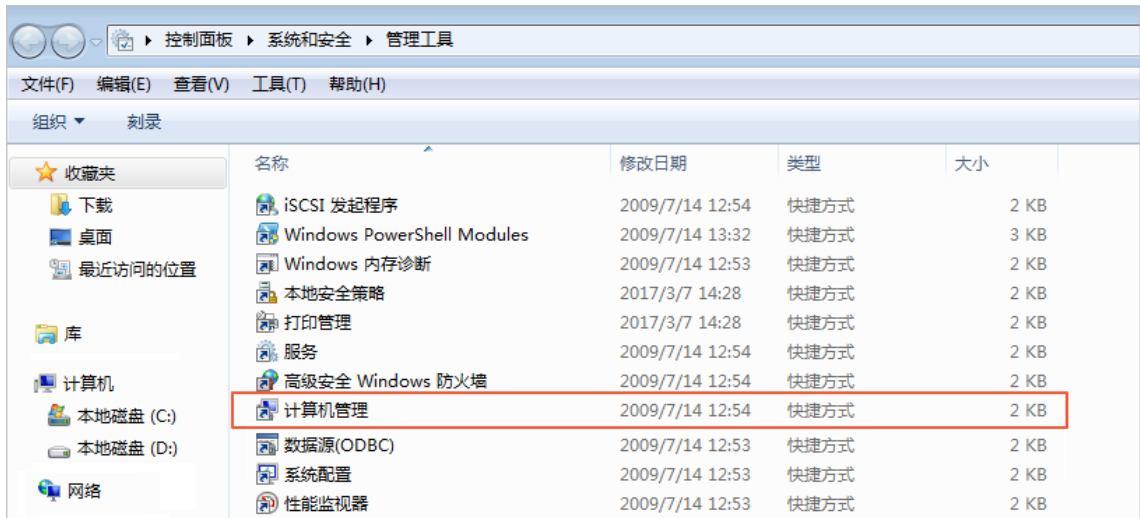 控制面板 系统和安全 管理工具
文件(F) 编辑(E) 查看(V) 工具(T) 帮助(H)
组织 刻录
收藏夹
下载
桌面
最近访问的位置
库
计算机
本地磁盘 (C:)
本地磁盘 (D:)
网络
名称 修改日期 类型 大小
iSCSI 发起程序 2009/7/14 12:54 快捷方式 2 KB
Windows PowerShell Modules 2009/7/14 13:32 快捷方式 3 KB
Windows 内存诊断 2009/7/14 12:53 快捷方式 2 KB
本地安全策略 2017/3/7 14:28 快捷方式 2 KB
打印管理 2017/3/7 14:28 快捷方式 2 KB
服务 2009/7/14 12:54 快捷方式 2 KB
高级安全 Windows 防火墙 2009/7/14 12:54 快捷方式 2 KB
计算机管理 2009/7/14 12:54 快捷方式 2 KB
数据源(ODBC) 2009/7/14 12:53 快捷方式 2 KB
系统配置 2009/7/14 12:53 快捷方式 2 KB
性能监视器 2009/7/14 12:53 快捷方式 2 KB